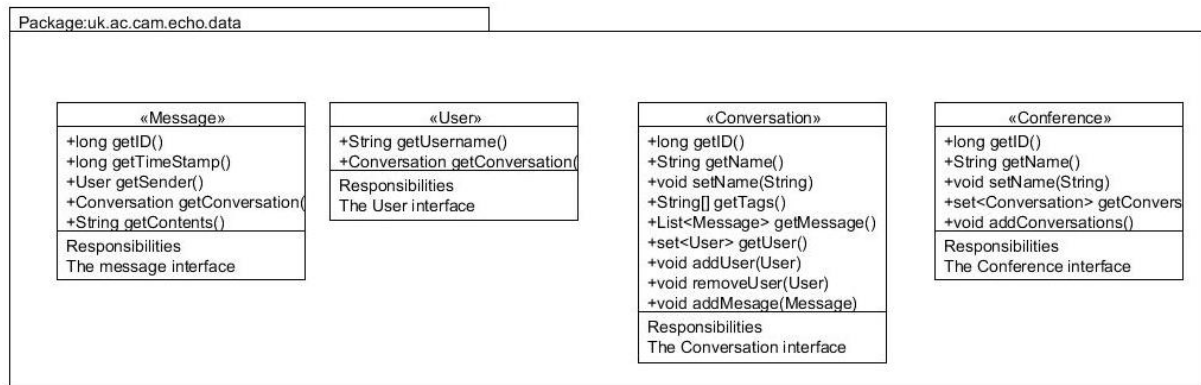 Package:uk.ac.cam.echo.data
«Message»
+long getID()
+long getTimeStamp()
+User getSender()
+Conversation getConversation(
+String getContents()
Responsibilities
The message interface
«User»
+String getUsername()
+Conversation getConversation(
Responsibilities
The User interface
«Conversation»
+long getID()
+String getName()
+void setName(String)
+String[] getTags()
+List<Message> getMessage()
+set<User> getUser()
+void addUser(User)
+void removeUser(User)
+void addMesage(Message)
Responsibilities
The Conversation interface
«Conference»
+long getID()
+String getName()
+void setName(String)
+set<Conversation> getConvers
+void addConversations()
Responsibilities
The Conference interface